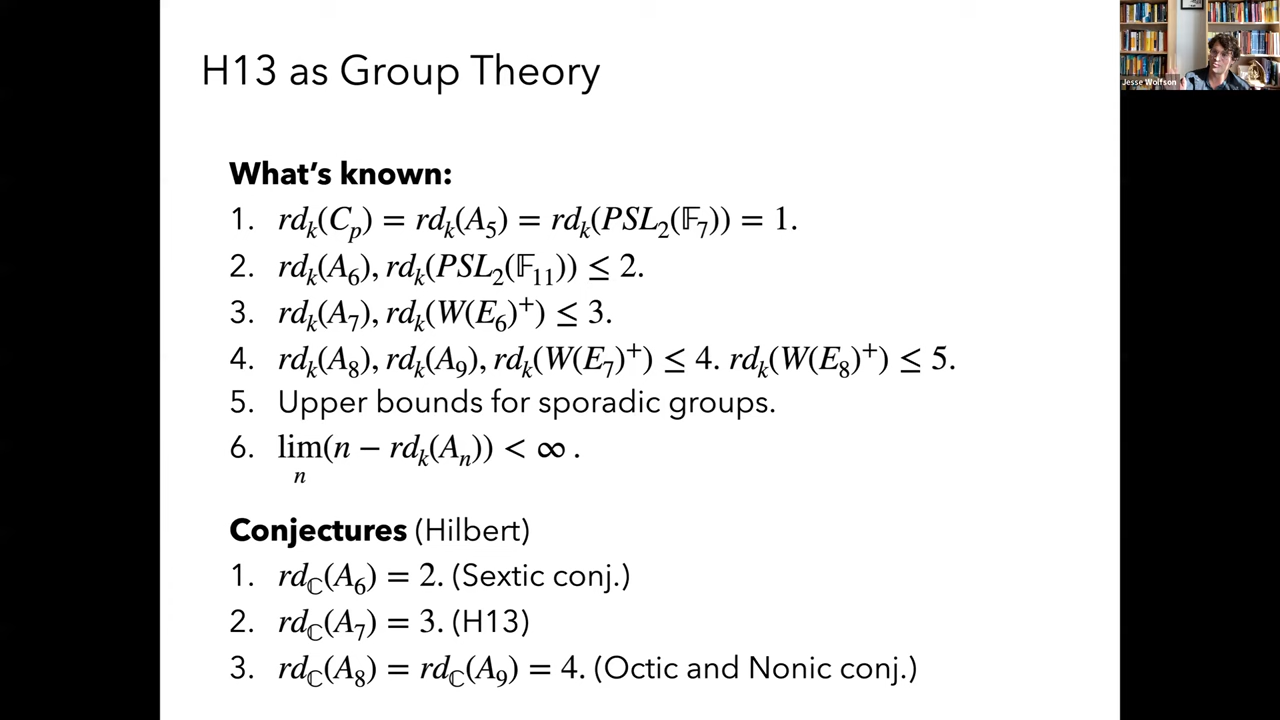 H13 as Group Theory
Jesse Wolfson
What's known:
1. rd_k(C_p) = rd_k(A_5) = rd_k(PSL_2(𝔽_7)) = 1.
2. rd_k(A_6), rd_k(PSL_2(𝔽_11)) ≤ 2.
3. rd_k(A_7), rd_k(W(E_6)^+) ≤ 3.
4. rd_k(A_8), rd_k(A_9), rd_k(W(E_7)^+) ≤ 4. rd_k(W(E_8)^+) ≤ 5.
5. Upper bounds for sporadic groups.
6. lim_n (n − rd_k(A_n)) < ∞.
Conjectures (Hilbert)
1. rd_ℂ(A_6) = 2. (Sextic conj.)
2. rd_ℂ(A_7) = 3. (H13)
3. rd_ℂ(A_8) = rd_ℂ(A_9) = 4. (Octic and Nonic conj.)